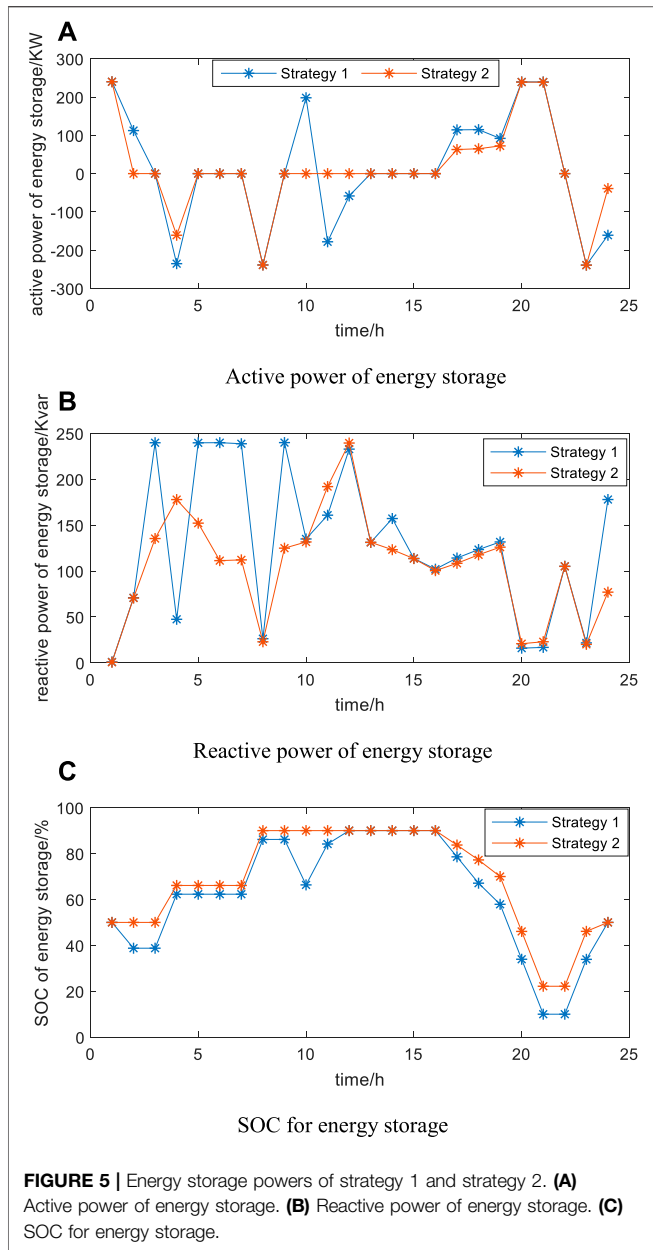 A
Strategy 1 Strategy 2
active power of energy storage/KW
300
200
100
0
-100
-200
-300
0 5 10 15 20 25
time/h
Active power of energy storage
B
Strategy 1
Strategy 2
reactive power of energy storage/Kvar
250
200
150
100
50
0
0 5 10 15 20 25
time/h
Reactive power of energy storage
C
Strategy 1
Strategy 2
SOC of energy storage/%
100
80
60
40
20
0
0 5 10 15 20 25
time/h
SOC for energy storage
FIGURE 5 | Energy storage powers of strategy 1 and strategy 2. (A)
Active power of energy storage. (B) Reactive power of energy storage. (C)
SOC for energy storage.